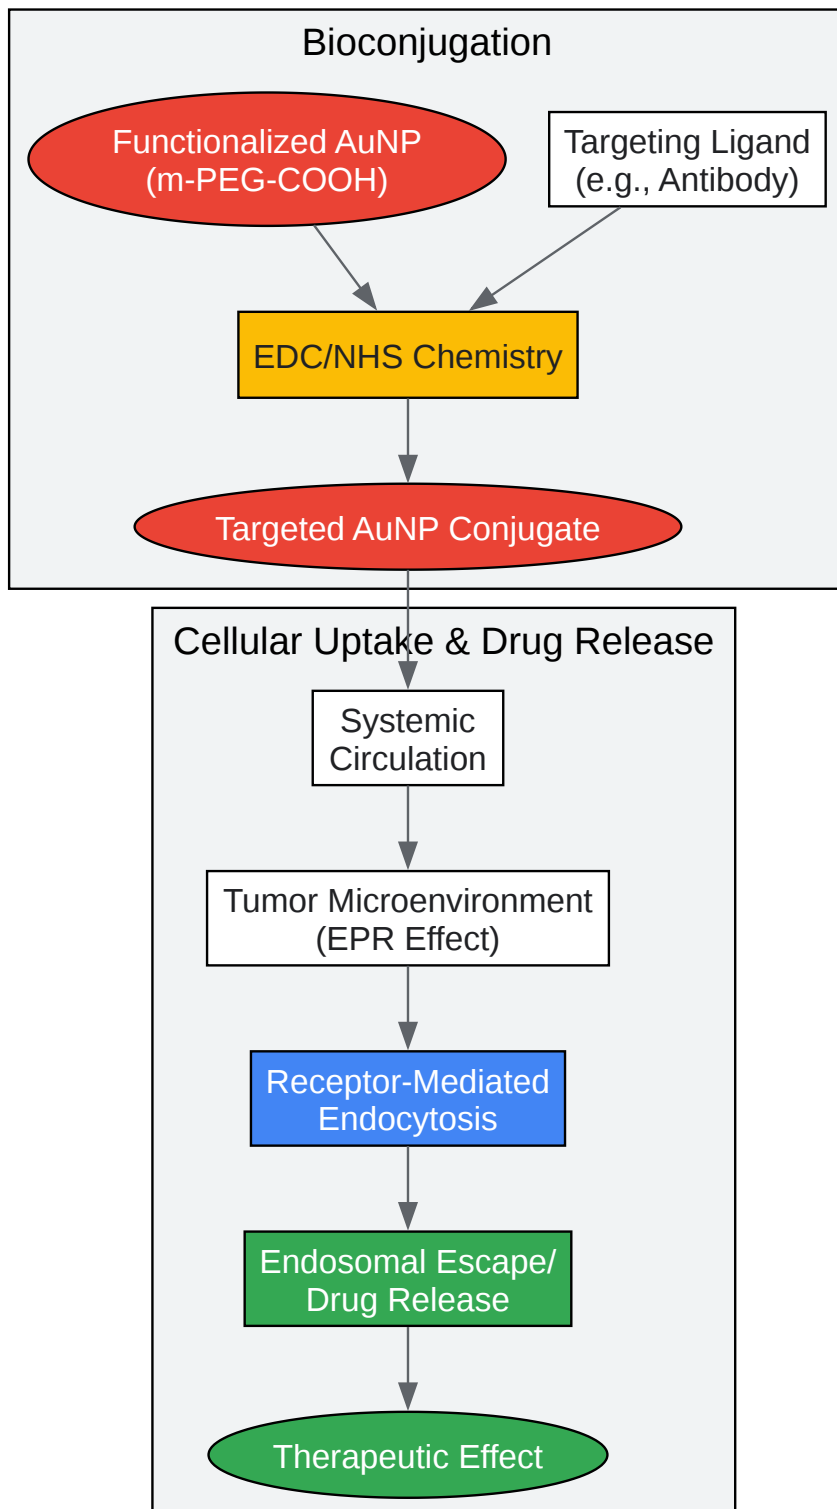 Bioconjugation
Functionalized AuNP
(m-PEG-COOH)
Targeting Ligand
(e.g., Antibody)
EDC/NHS Chemistry
Targeted AuNP Conjugate
Cellular Uptake & Drug Release
Systemic
Circulation
Tumor Microenvironment
(EPR Effect)
Receptor-Mediated
Endocytosis
Endosomal Escape/
Drug Release
Therapeutic Effect